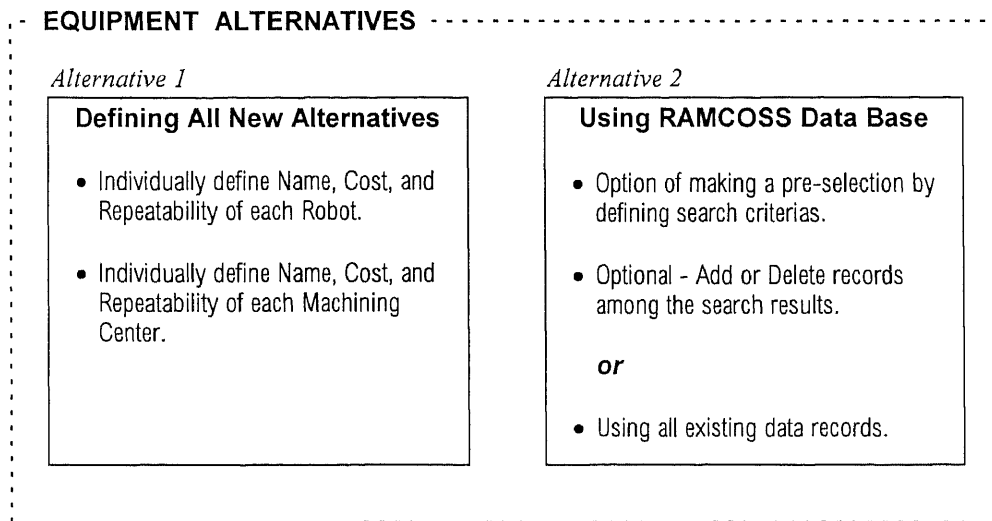 EQUIPMENT ALTERNATIVES
Alternative 1
Defining All New Alternatives
• Individually define Name, Cost, and
Repeatability of each Robot.
• Individually define Name, Cost, and
Repeatability of each Machining
Center.
Alternative 2
Using RAMCOSS Data Base
• Option of making a pre-selection by
defining search criterias.
• Optional - Add or Delete records
among the search results.
or
• Using all existing data records.